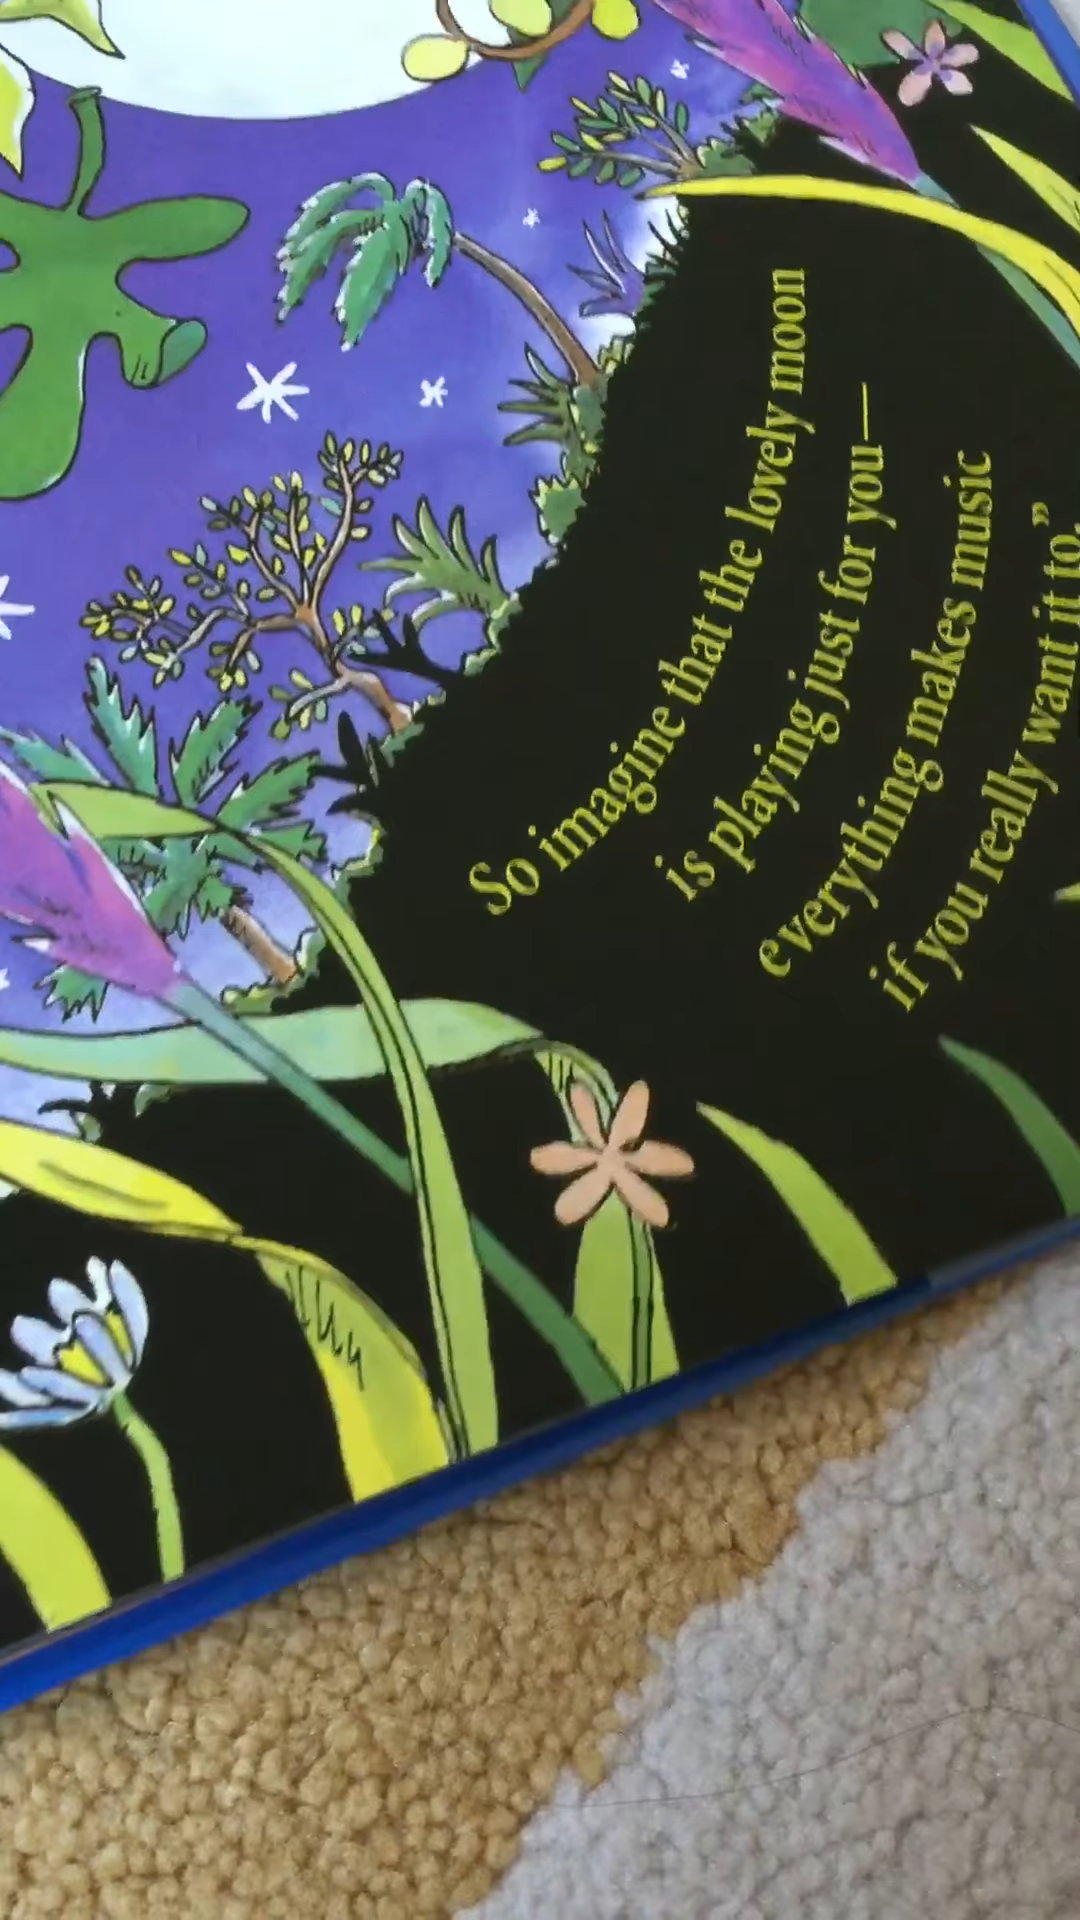 So imagine that the lovely moon
is playing just for you—
everything makes music
if you really want it to.”